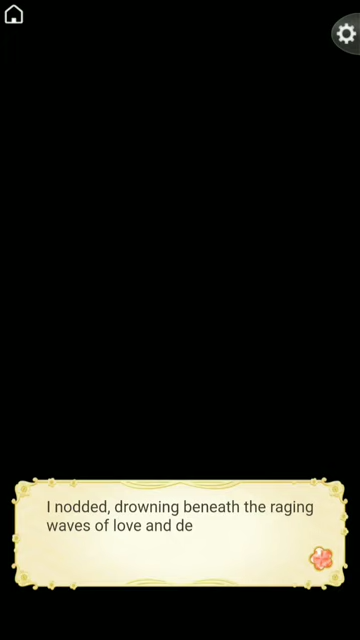 I nodded, drowning beneath the raging
waves of love and de